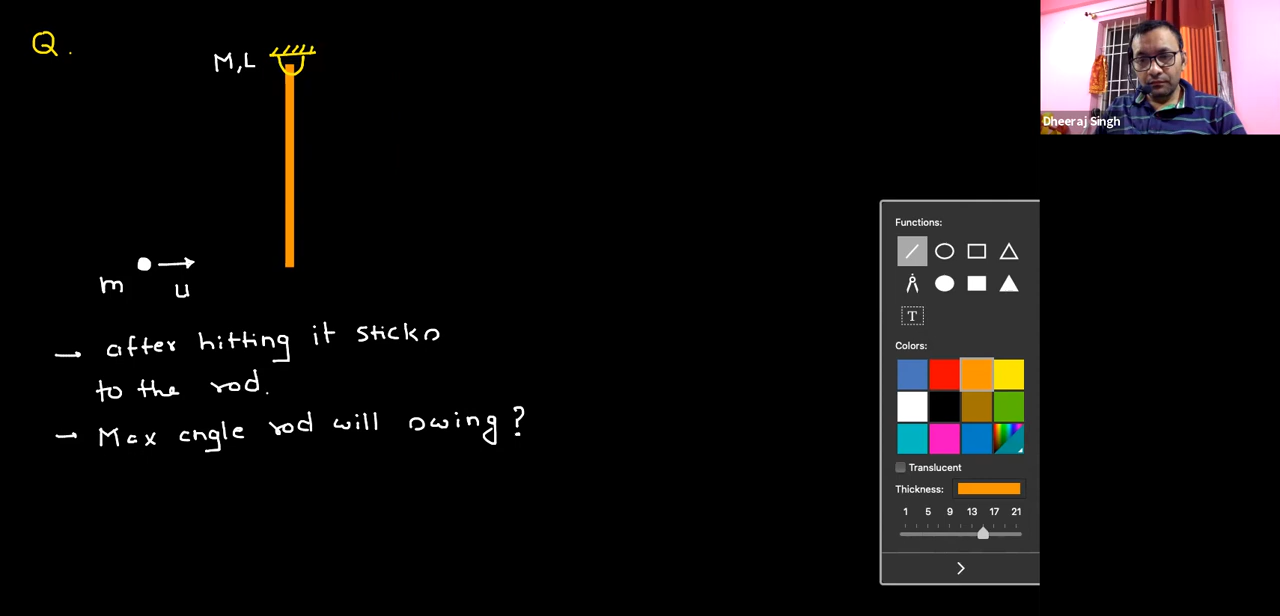 Q.
M, L
m
u
→ after hitting it sticks
to the rod.
→ Max angle rod will swing?
Dheeraj Singh
Functions:
T
Colors:
Translucent
Thickness:
1 5 9 13 17 21